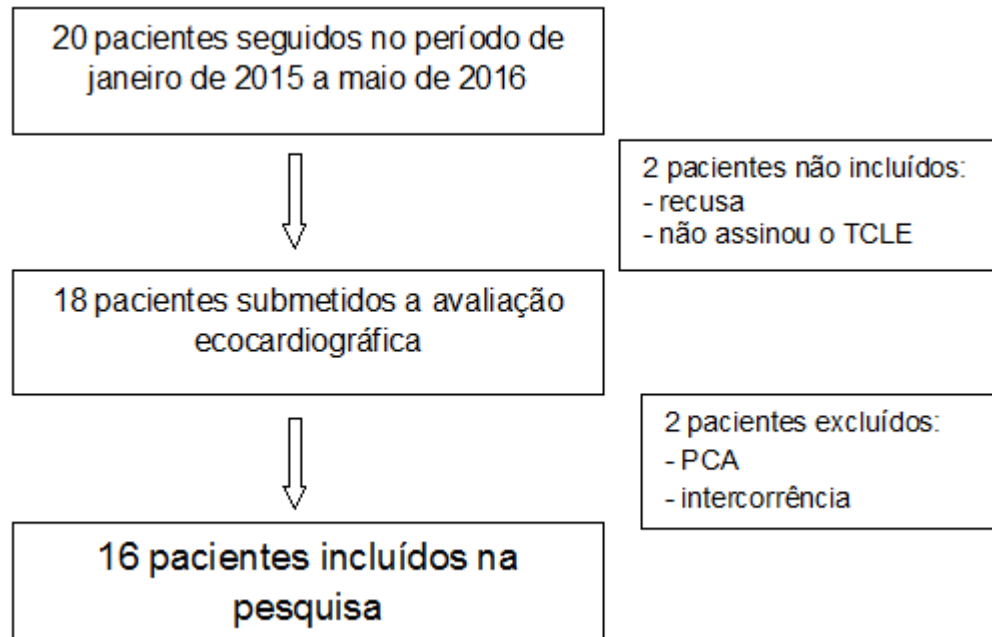 20 pacientes seguidos no período de
janeiro de 2015 a maio de 2016
2 pacientes não incluídos:
- recusa
- não assinou o TCLE
18 pacientes submetidos a avaliação
ecocardiográfica
2 pacientes excluídos:
- PCA
- intercorrência
16 pacientes incluídos na
pesquisa